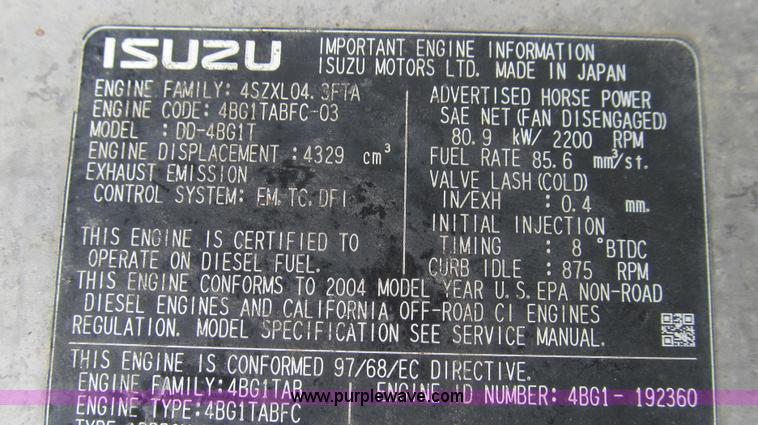 ISUZU
IMPORTANT ENGINE INFORMATION
ISUZU MOTORS LTD. MADE IN JAPAN
ENGINE FAMILY: 4SZXL04.3FTA
ENGINE CODE: 4BG1TABFC-03
MODEL : DD-4BG1T
ENGINE DISPLACEMENT :4329 cm³
EXHAUST EMISSION
CONTROL SYSTEM: EM,TC,DFI
ADVERTISED HORSE POWER
SAE NET (FAN DISENGAGED)
80.9 kW/ 2200 RPM
FUEL RATE 85.6 mm³/st.
VALVE LASH (COLD)
IN/EXH : 0.4 mm.
INITIAL INJECTION
TIMING : 8 °BTDC
CURB IDLE : 875 RPM
THIS ENGINE IS CERTIFIED TO
OPERATE ON DIESEL FUEL.
THIS ENGINE CONFORMS TO 2004 MODEL YEAR U.S.EPA NON-ROAD
DIESEL ENGINES AND CALIFORNIA OFF-ROAD CI ENGINES
REGULATION. MODEL SPECIFICATION SEE SERVICE MANUAL.
THIS ENGINE IS CONFORMED 97/68/EC DIRECTIVE.
ENGINE FAMILY:4BG1TAB
ENGINE TYPE:4BG1TABFC
ENGINE ID NUMBER: 4BG1- 192360
www.purplewave.com